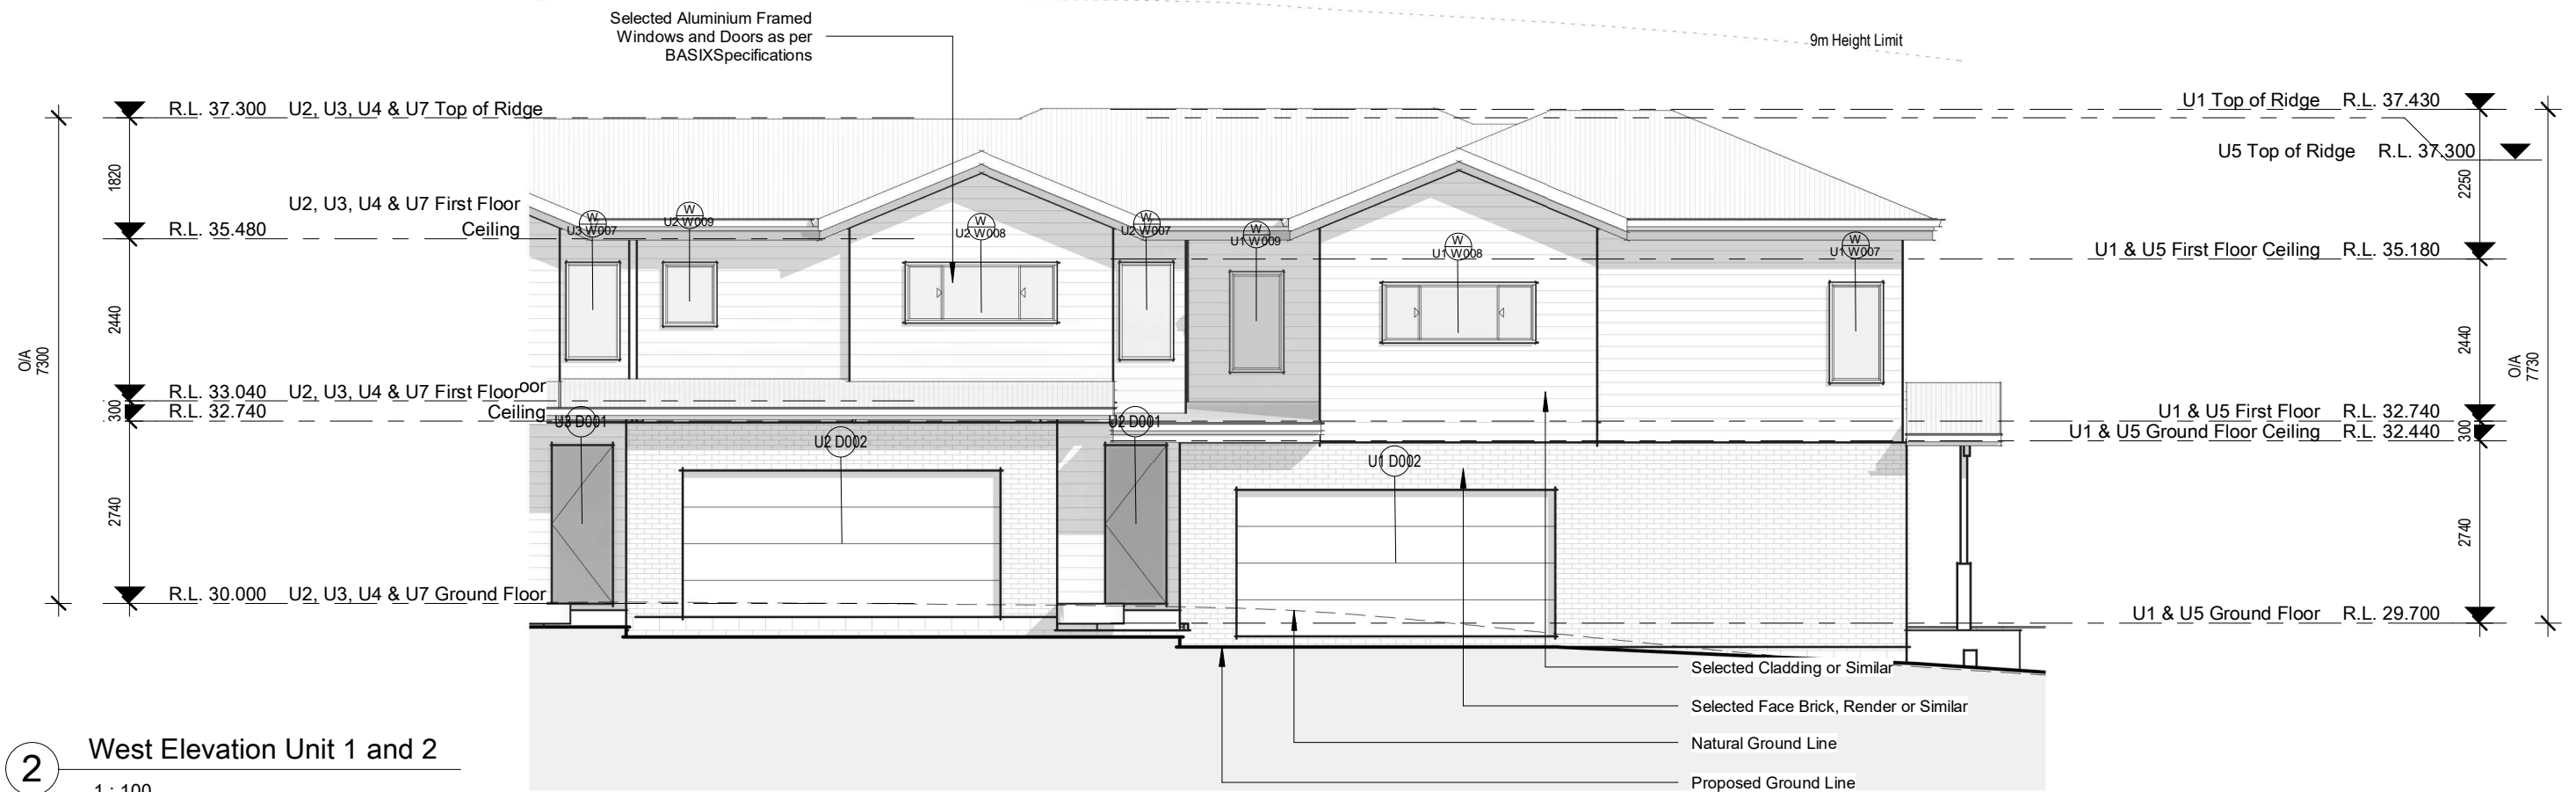 Selected Aluminium Framed
Windows and Doors as per
BASIXSpecifications
9m Height Limit
R.L. 37.300 U2, U3, U4 & U7 Top of Ridge
U1 Top of Ridge R.L. 37.430
U5 Top of Ridge R.L. 37.300
1820
2250
U2, U3, U4 & U7 First Floor
R.L. 35.480 Ceiling
U1 & U5 First Floor Ceiling R.L. 35.180
W
U3 W007
W
U2 W009
W
U2 W008
W
U2 W007
W
U1 W009
W
U1 W008
W
U1 W007
2440
2440
O/A
7300
O/A
7730
R.L. 33.040 U2, U3, U4 & U7 First Floor
oor
300
R.L. 32.740 Ceiling
U1 & U5 First Floor R.L. 32.740
U1 & U5 Ground Floor Ceiling R.L. 32.440
300
U3 D001
U2 D002
U2 D001
U1 D002
2740
2740
R.L. 30.000 U2, U3, U4 & U7 Ground Floor
U1 & U5 Ground Floor R.L. 29.700
Selected Cladding or Similar
Selected Face Brick, Render or Similar
Natural Ground Line
Proposed Ground Line
2
West Elevation Unit 1 and 2
1 : 100